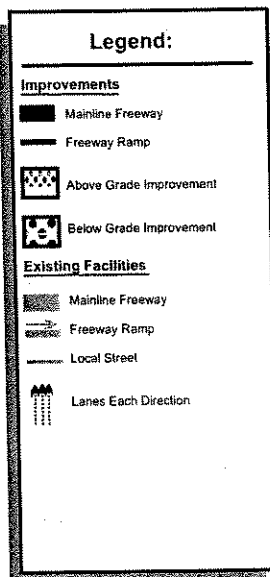 Legend:
Improvements
Mainline Freeway
Freeway Ramp
Above Grade Improvement
Below Grade Improvement
Existing Facilities
Mainline Freeway
Freeway Ramp
Local Street
Lanes Each Direction